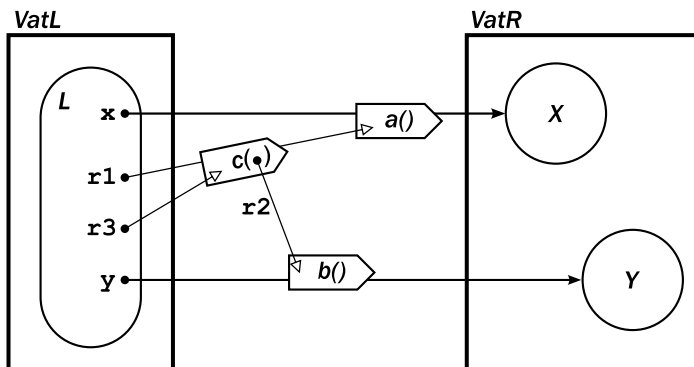 VatL
VatR
L
x
a()
X
c( )
r1
r2
r3
y
b()
Y